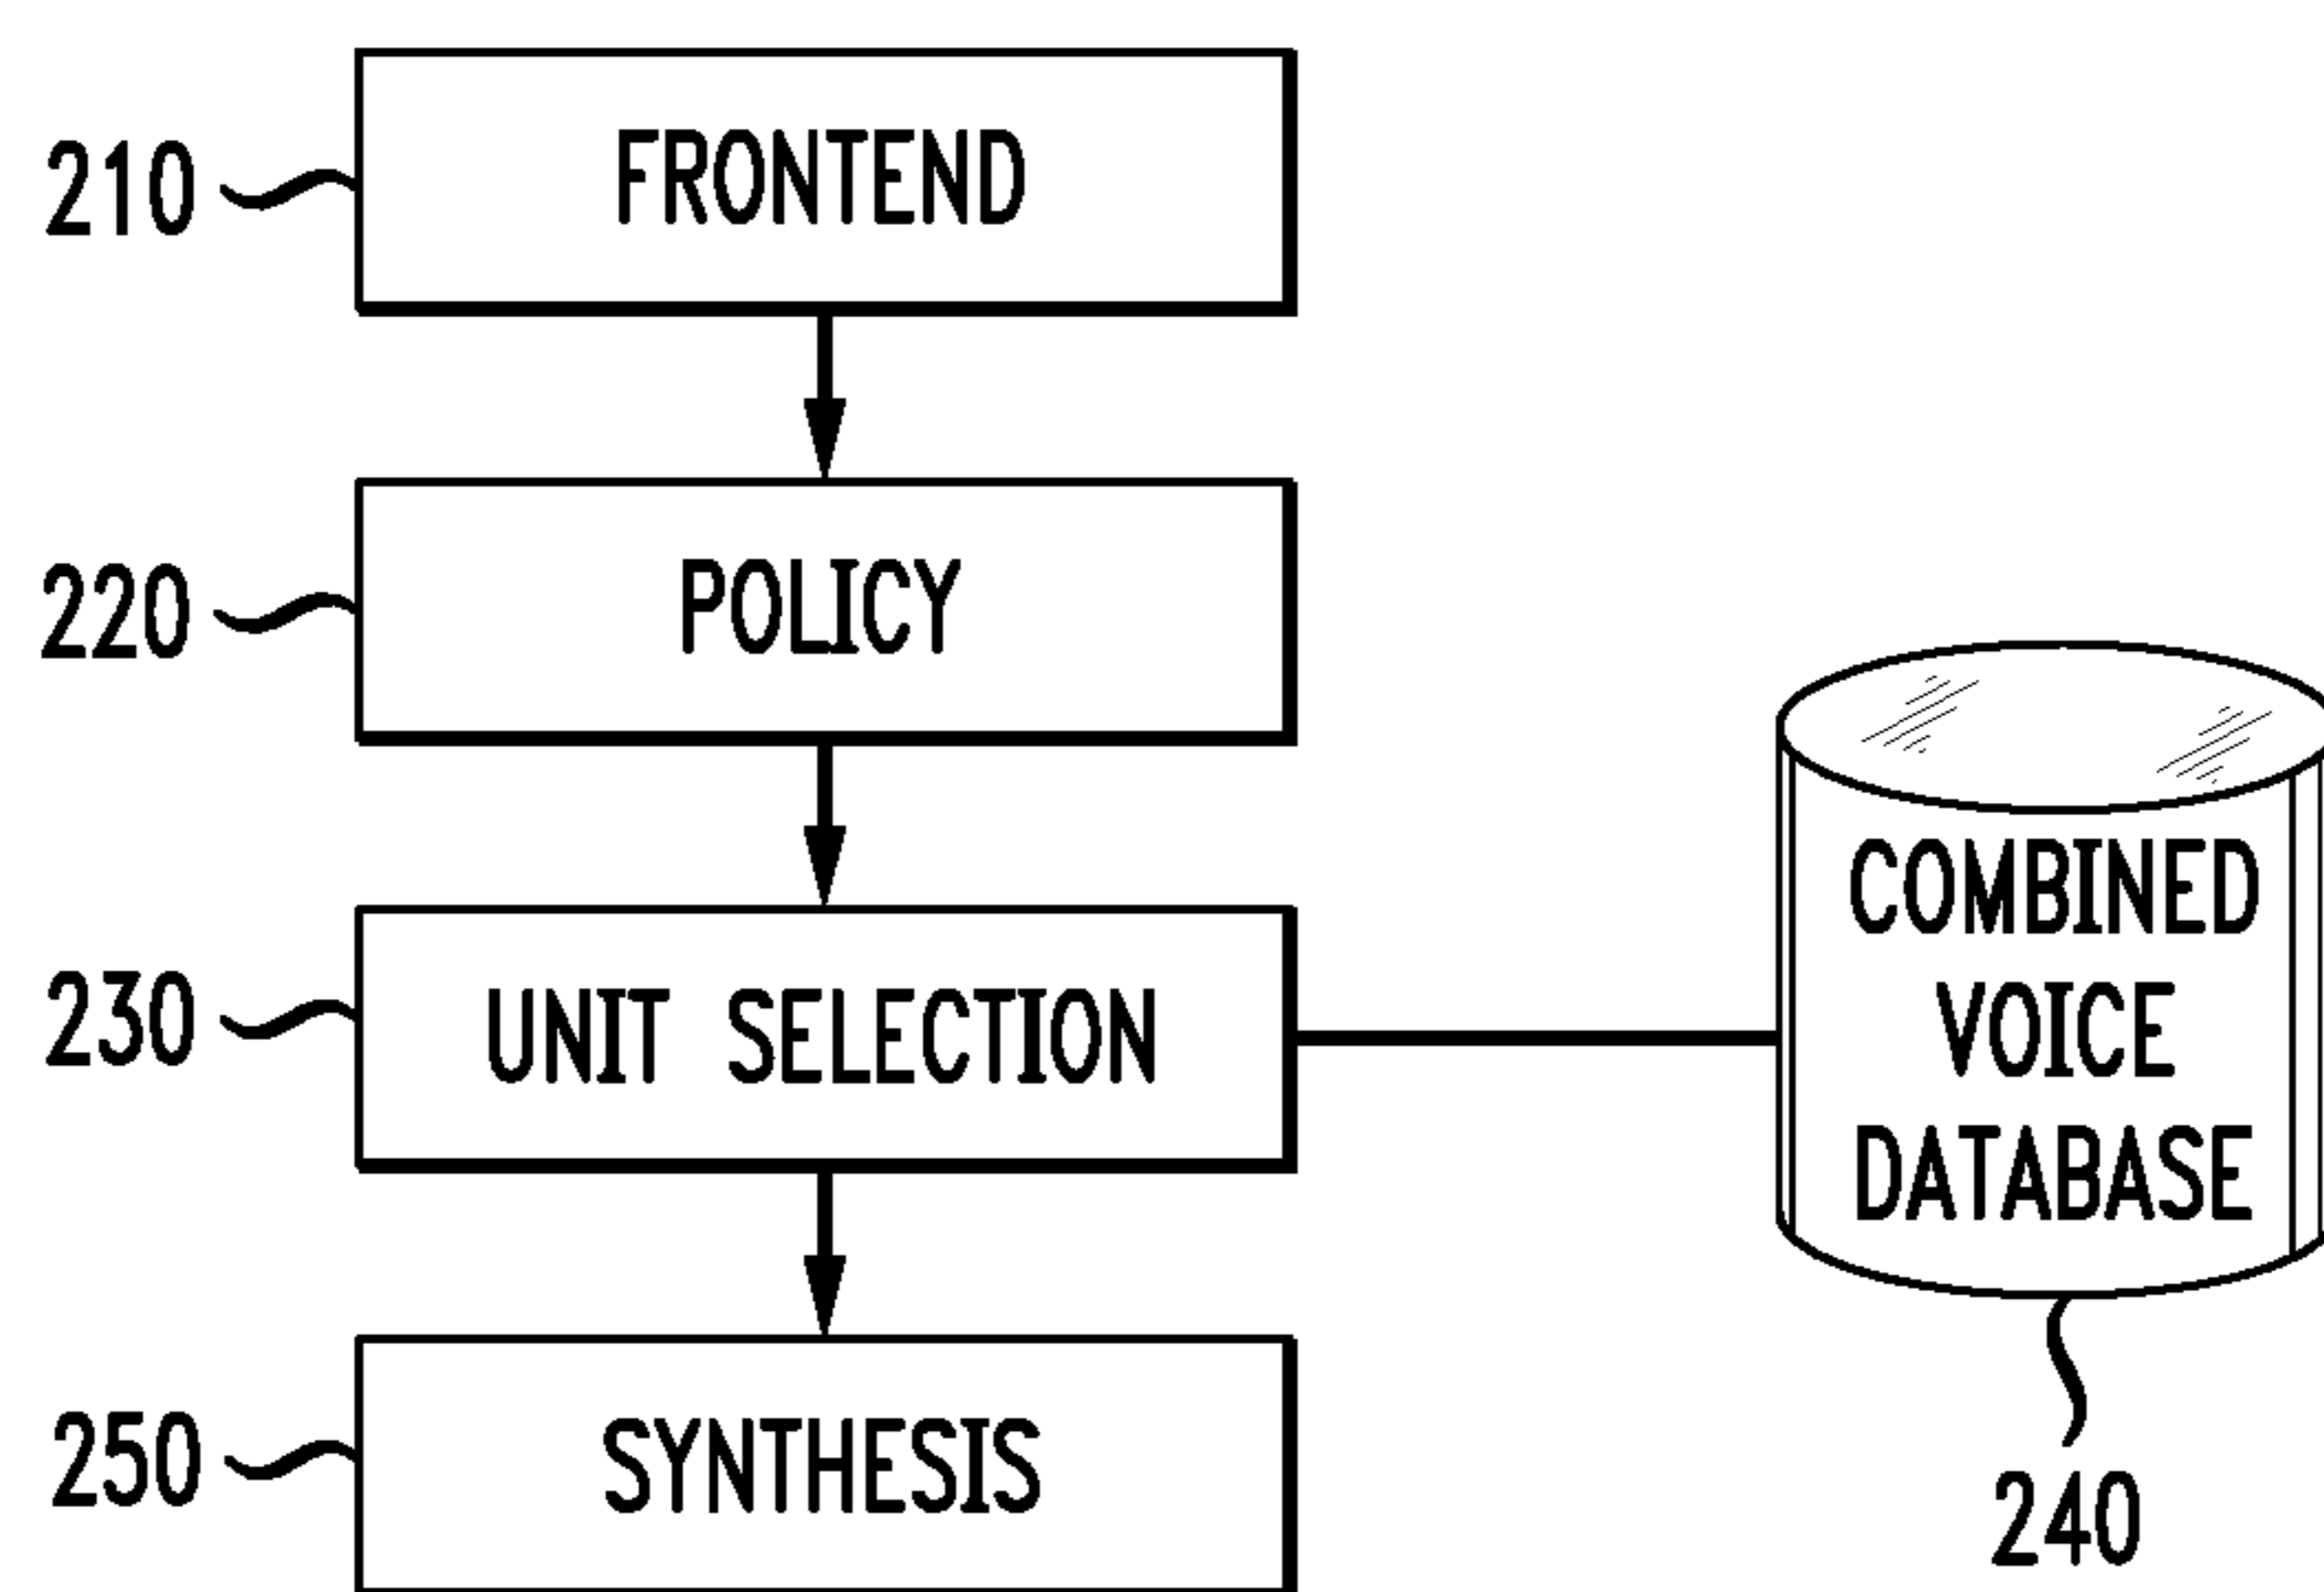 210
FRONTEND
220
POLICY
230
UNIT SELECTION
COMBINED
VOICE
DATABASE
250
SYNTHESIS
240